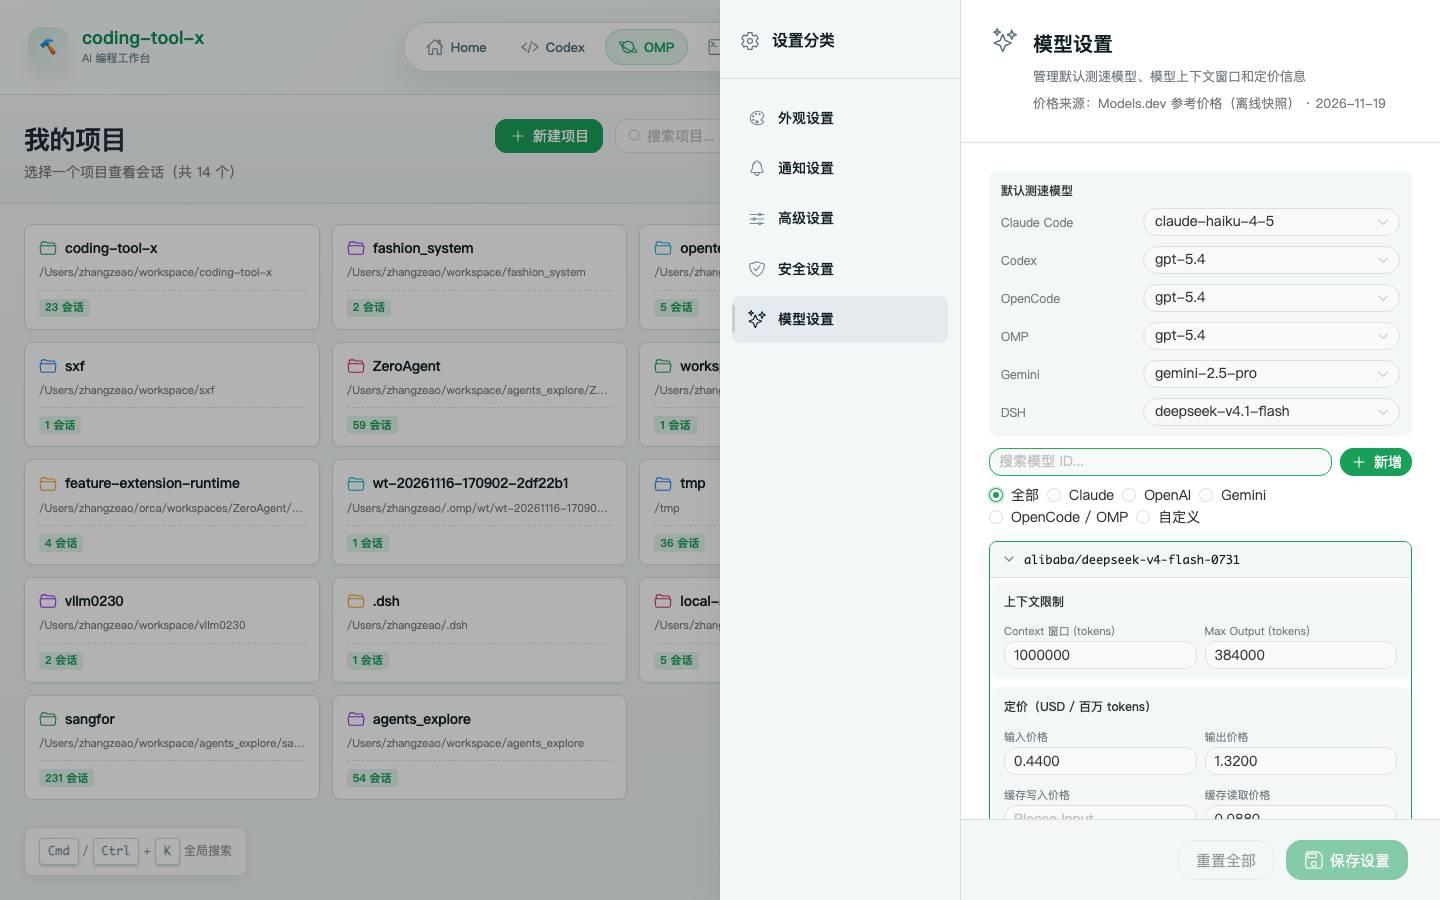 coding-tool-x
AI 编程工作台
Home
Codex
OMP
我的项目
选择一个项目查看会话（共 14 个）
新建项目
搜索项目...
coding-tool-x
/Users/zhangzeao/workspace/coding-tool-x
23 会话
fashion_system
/Users/zhangzeao/workspace/fashion_system
2 会话
opente
/Users/zhang
5 会话
sxf
/Users/zhangzeao/workspace/sxf
1 会话
ZeroAgent
/Users/zhangzeao/workspace/agents_explore/Z...
59 会话
works
/Users/zhang
1 会话
feature-extension-runtime
/Users/zhangzeao/orca/workspaces/ZeroAgent/...
4 会话
wt-20261116-170902-2df22b1
/Users/zhangzeao/.omp/wt/wt-20261116-17090...
1 会话
tmp
/tmp
36 会话
vllm0230
/Users/zhangzeao/workspace/vllm0230
2 会话
.dsh
/Users/zhangzeao/.dsh
1 会话
local-
/Users/zhang
5 会话
sangfor
/Users/zhangzeao/workspace/agents_explore/sa...
231 会话
agents_explore
/Users/zhangzeao/workspace/agents_explore
54 会话
Cmd / Ctrl + K 全局搜索
设置分类
外观设置
通知设置
高级设置
安全设置
模型设置
模型设置
管理默认测速模型、模型上下文窗口和定价信息
价格来源：Models.dev 参考价格（离线快照） · 2026-11-19
默认测速模型
Claude Code claude-haiku-4-5
Codex gpt-5.4
OpenCode gpt-5.4
OMP gpt-5.4
Gemini gemini-2.5-pro
DSH deepseek-v4.1-flash
搜索模型 ID...
新增
全部 Claude OpenAI Gemini
OpenCode / OMP 自定义
alibaba/deepseek-v4-flash-0731
上下文限制
Context 窗口 (tokens) Max Output (tokens)
1000000 384000
定价（USD / 百万 tokens）
输入价格 输出价格
0.4400 1.3200
缓存写入价格 缓存读取价格
Please Input 0.0880
重置全部
保存设置